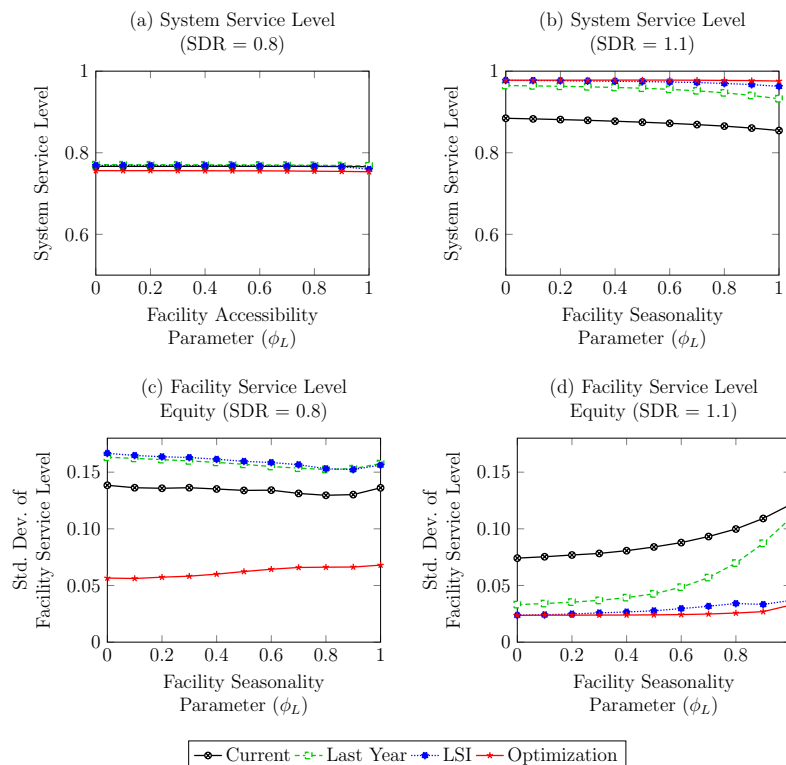 (a) System Service Level
(SDR = 0.8)
1
0.8
0.6
System Service Level
0 0.2 0.4 0.6 0.8 1
Facility Accessibility
Parameter (ϕL)
(b) System Service Level
(SDR = 1.1)
1
0.8
0.6
System Service Level
0 0.2 0.4 0.6 0.8 1
Facility Seasonality
Parameter (ϕL)
(c) Facility Service Level
Equity (SDR = 0.8)
0.15
0.10
0.05
0
Std. Dev. of
Facility Service Level
0 0.2 0.4 0.6 0.8 1
Facility Seasonality
Parameter (ϕL)
(d) Facility Service Level
Equity (SDR = 1.1)
0.15
0.10
0.05
0
Std. Dev. of
Facility Service Level
0 0.2 0.4 0.6 0.8
Facility Seasonality
Parameter (ϕL)
Current Last Year LSI Optimization